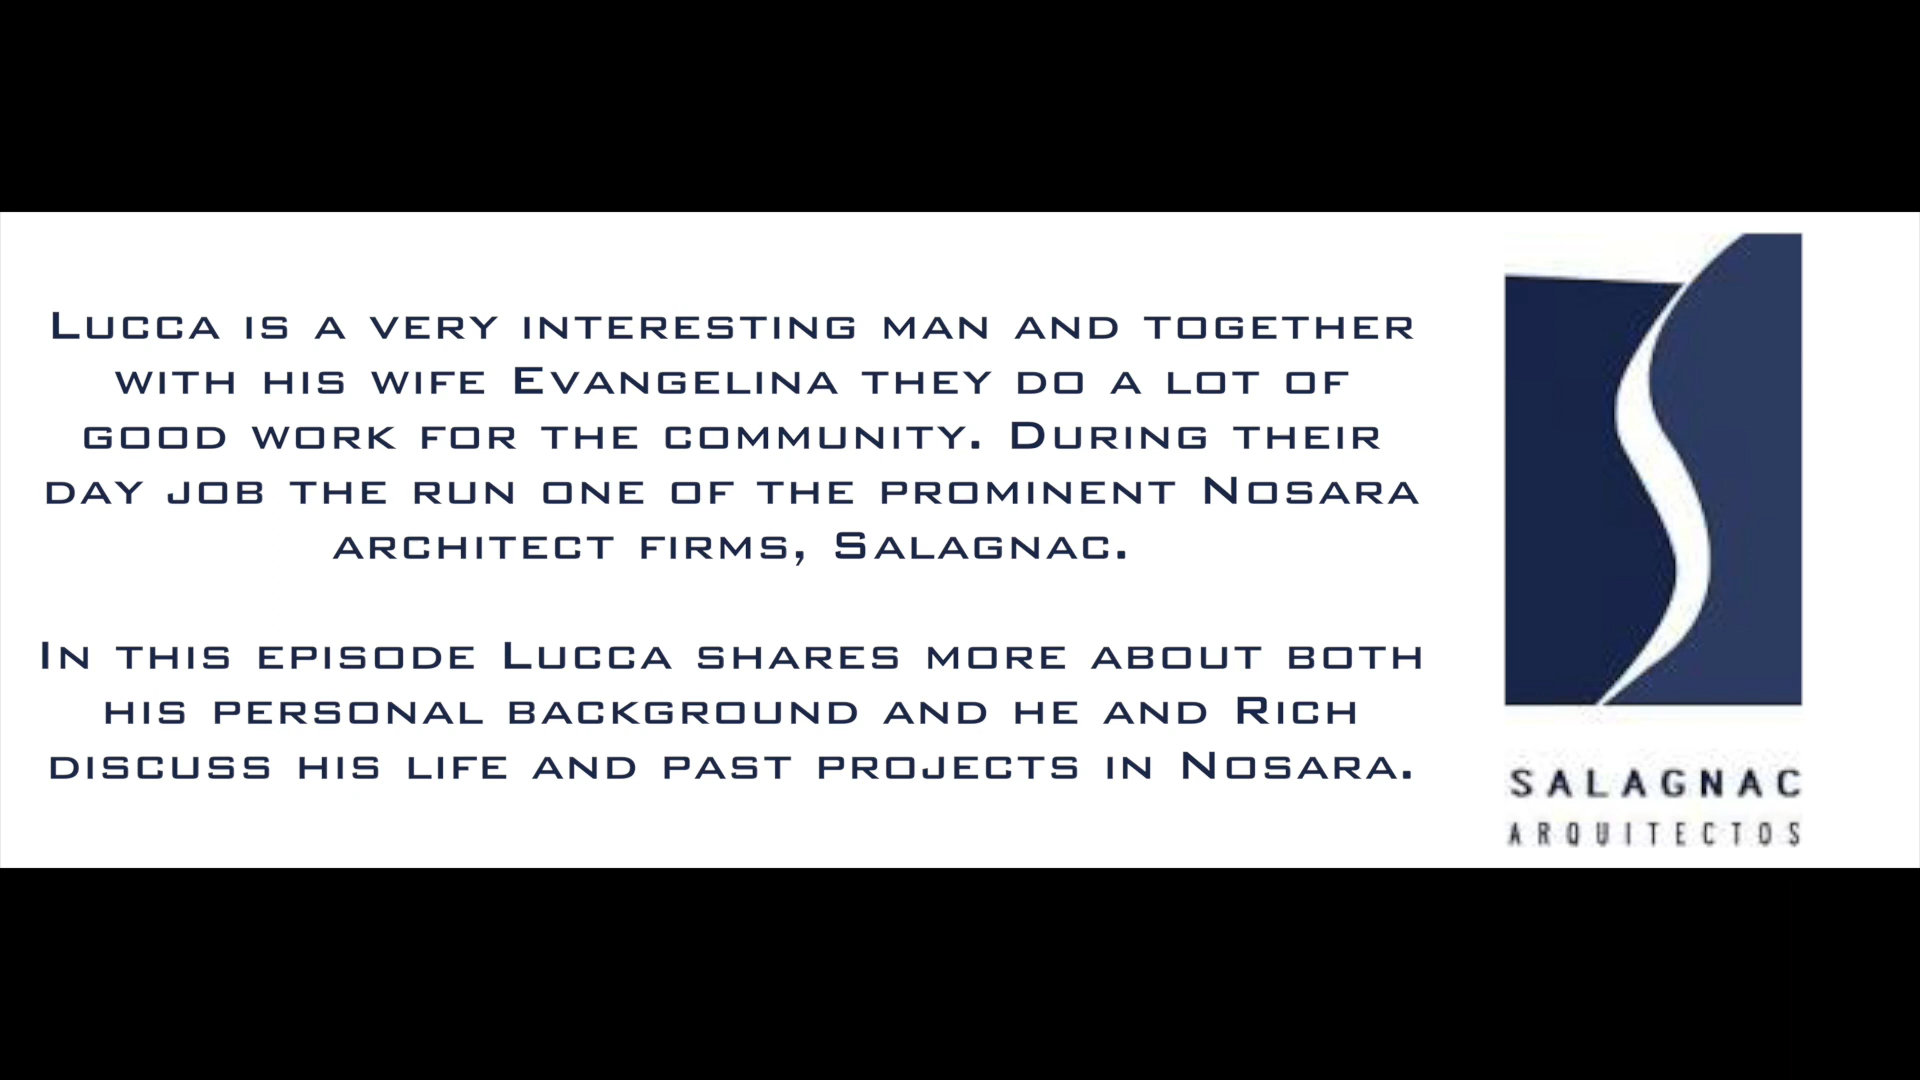 Lucca is a very interesting man and together
with his wife Evangelina they do a lot of
good work for the community. During their
day job the run one of the prominent Nosara
architect firms, Salagnac.
In this episode Lucca shares more about both
his personal background and he and Rich
discuss his life and past projects in Nosara.
SALAGNAC
ARQUITECTOS